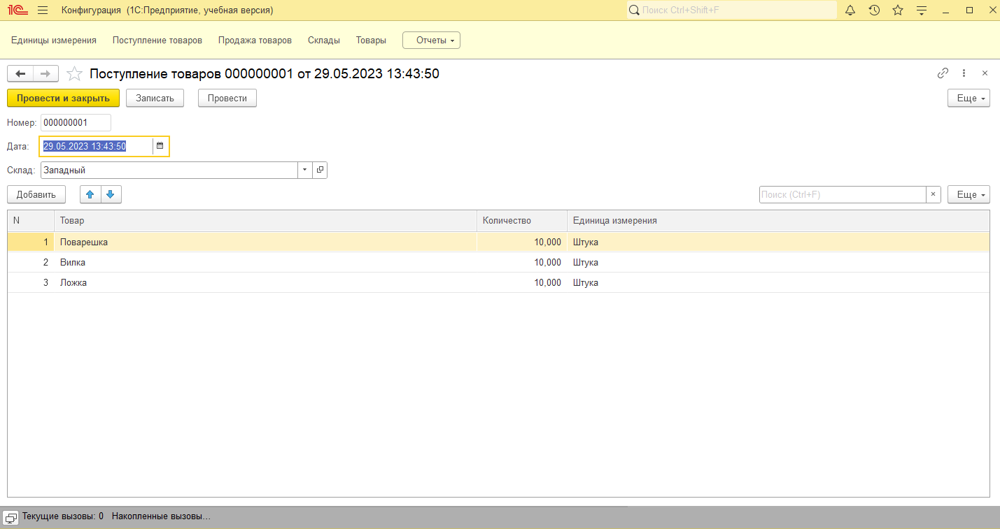 1С Конфигурация (1С:Предприятие, учебная версия) Поиск Ctrl+Shift+F
Единицы измерения Поступление товаров Продажа товаров Склады Товары Отчеты
Поступление товаров 000000001 от 29.05.2023 13:43:50
Провести и закрыть Записать Провести Еще
Номер: 000000001
Дата: 29.05.2023 13:43:50
Склад: Западный
Добавить Поиск (Ctrl+F) × Еще
N Товар Количество Единица измерения
1 Поварешка 10,000 Штука
2 Вилка 10,000 Штука
3 Ложка 10,000 Штука
Текущие вызовы: 0 Накопленные вызовы...